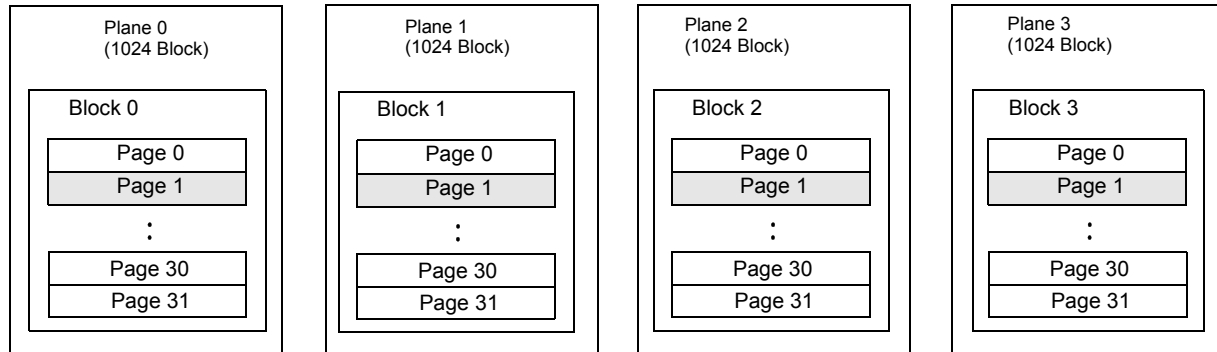 Plane 0
(1024 Block)
Block 0
Page 0
Page 1
Page 30
Page 31
Plane 1
(1024 Block)
Block 1
Page 0
Page 1
Page 30
Page 31
Plane 2
(1024 Block)
Block 2
Page 0
Page 1
Page 30
Page 31
Plane 3
(1024 Block)
Block 3
Page 0
Page 1
Page 30
Page 31